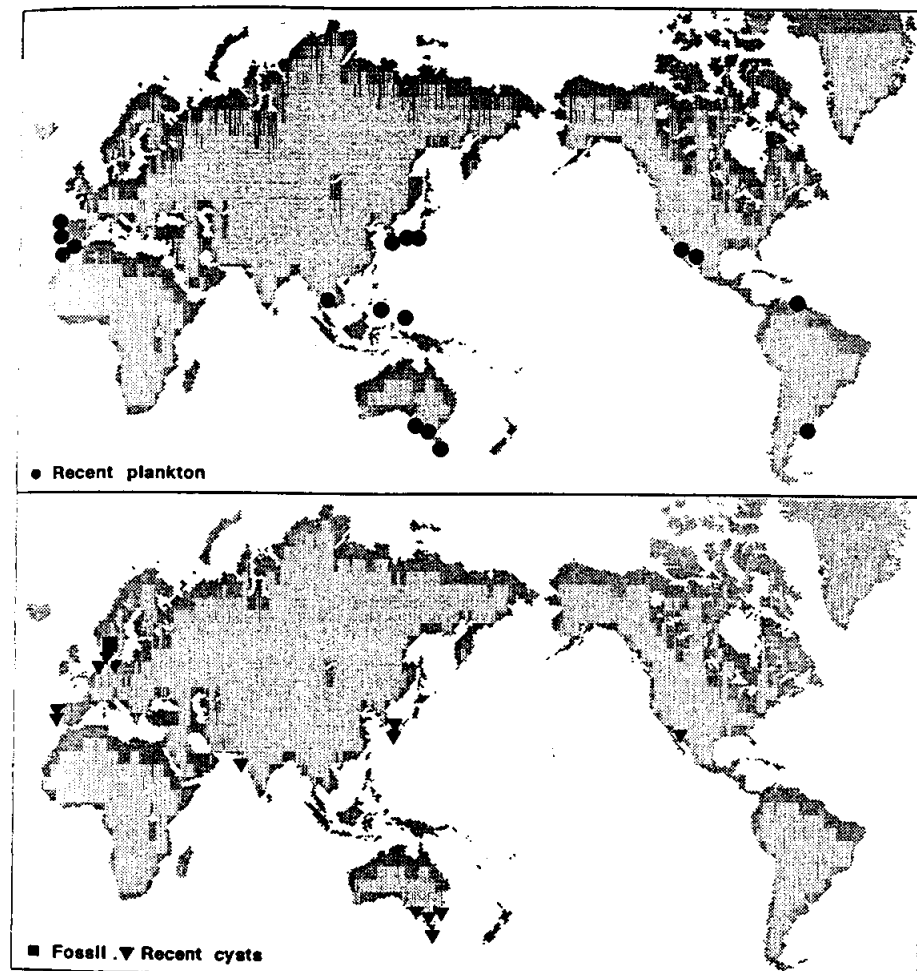 ● Recent plankton
■ Fossil . ▼ Recent cysts